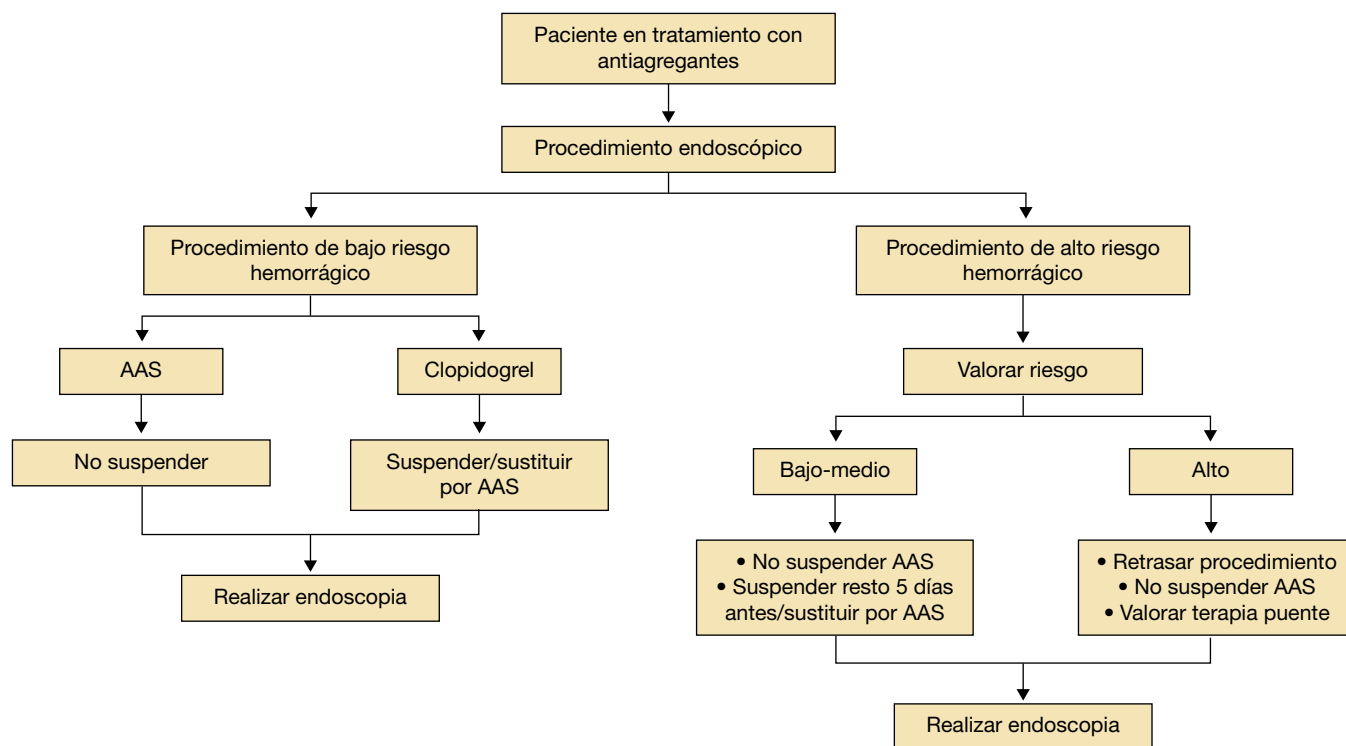 Paciente en tratamiento con
antiagregantes
Procedimiento endoscópico
Procedimiento de bajo riesgo
hemorrágico
Procedimiento de alto riesgo
hemorrágico
AAS
Clopidogrel
Valorar riesgo
No suspender
Suspender/sustituir
por AAS
Bajo-medio
Alto
Realizar endoscopia
• No suspender AAS
• Suspender resto 5 días
antes/sustituir por AAS
• Retrasar procedimiento
• No suspender AAS
• Valorar terapia puente
Realizar endoscopia